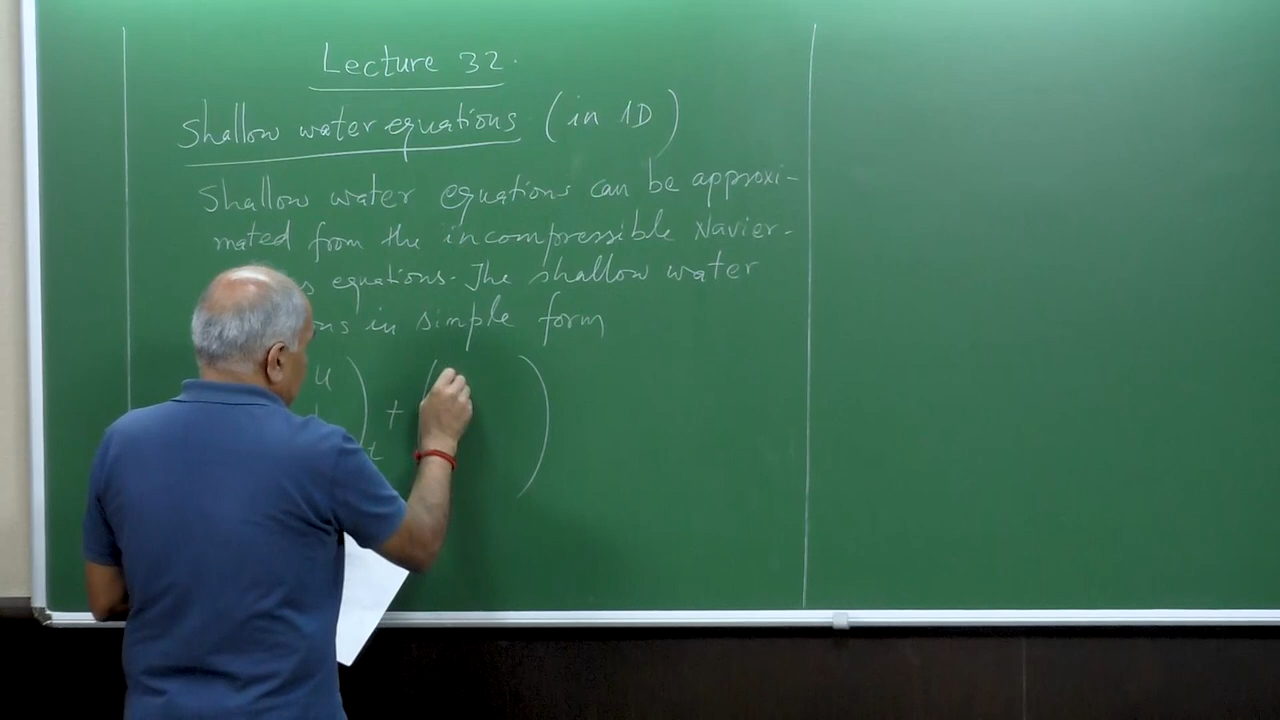 Lecture 32.
Shallow water equations (in 1D)
Shallow water equations can be approxi-
mated from the incompressible Navier-
s equations. The shallow water
ons in simple form
u ) + ( )
t